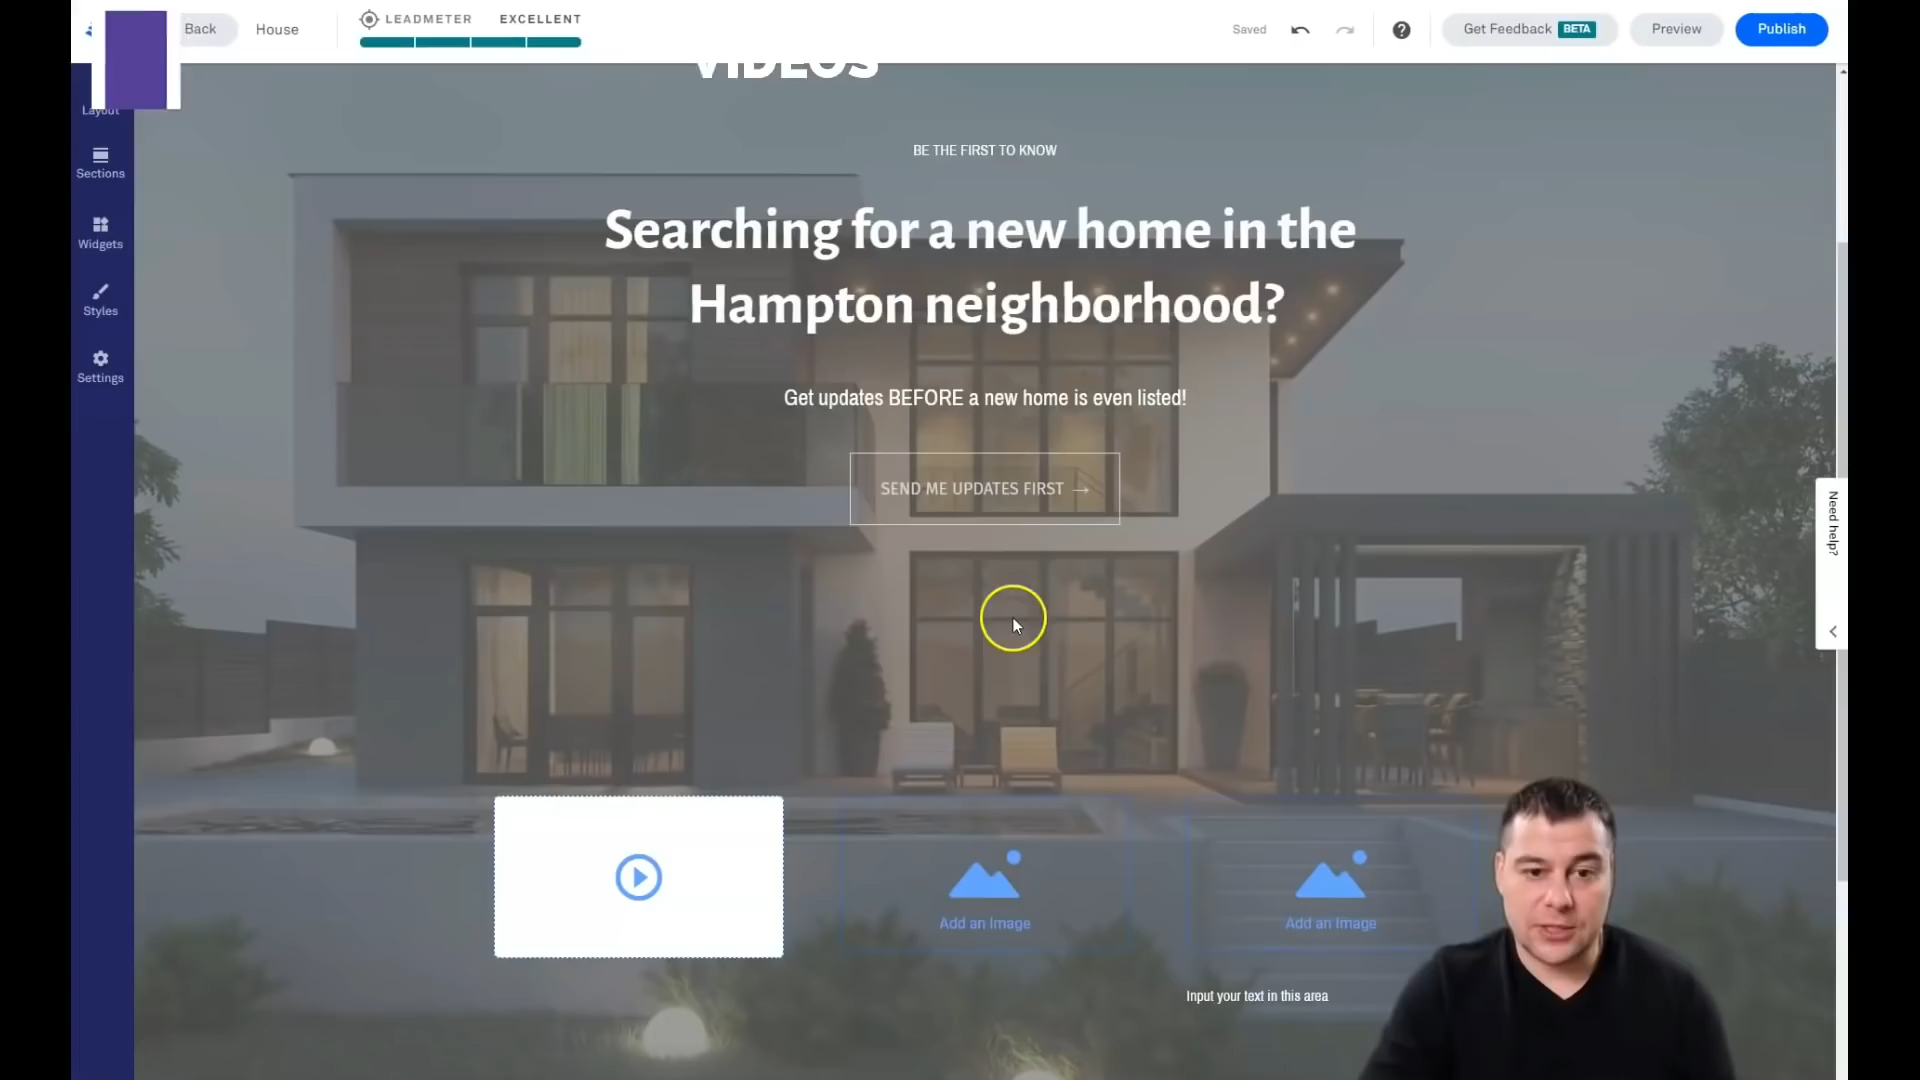 Back
House
LEADMETER
EXCELLENT
Saved
Get Feedback BETA
Preview
Publish
VIDEOS
Layout
Sections
Widgets
Styles
Settings
BE THE FIRST TO KNOW
Searching for a new home in the
Hampton neighborhood?
Get updates BEFORE a new home is even listed!
SEND ME UPDATES FIRST →
Need help?
Add an Image
Add an Image
Input your text in this area